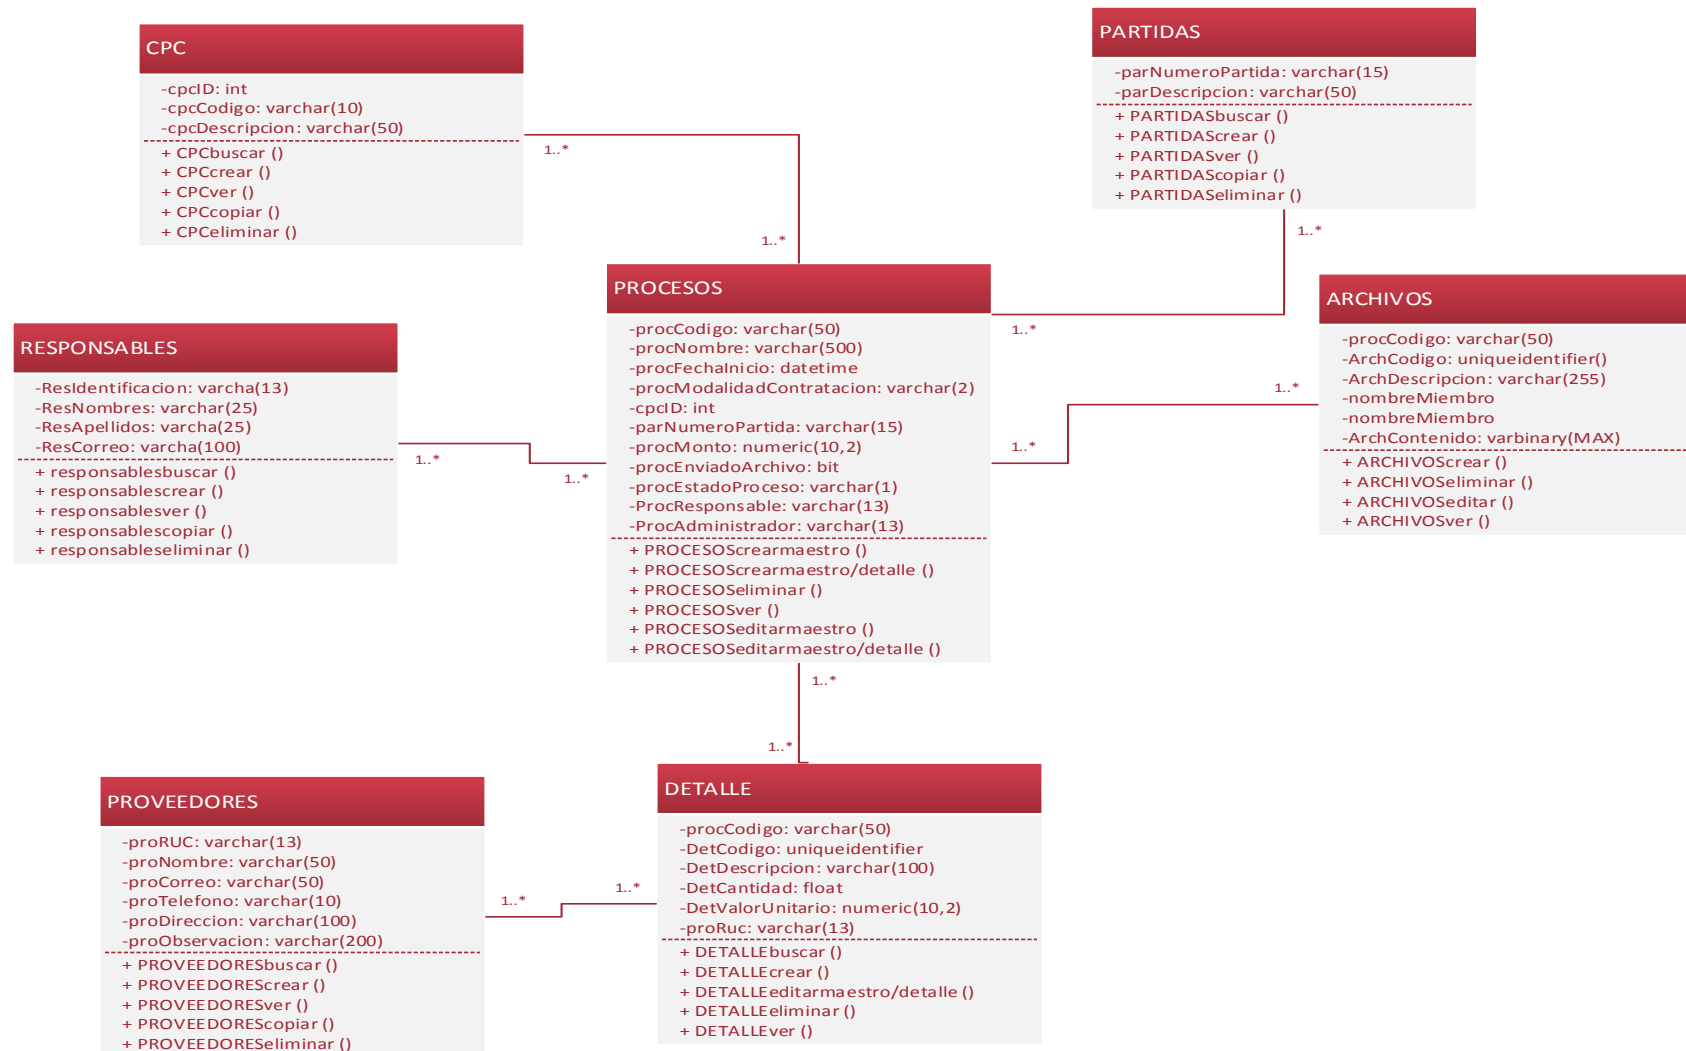 CPC
-cpcID: int
-cpcCodigo: varchar(10)
-cpcDescripcion: varchar(50)
+ CPCbuscar ()
+ CPCcrear ()
+ CPCver ()
+ CPCcopiar ()
+ CPCeliminar ()
1..*
1..*
PARTIDAS
-parNumeroPartida: varchar(15)
-parDescripcion: varchar(50)
+ PARTIDASbuscar ()
+ PARTIDAScrear ()
+ PARTIDASver ()
+ PARTIDAScopiar ()
+ PARTIDASeliminar ()
1..*
1..*
RESPONSABLES
-ResIdentificacion: varcha(13)
-ResNombres: varchar(25)
-ResApellidos: varcha(25)
-ResCorreo: varcha(100)
+ responsablesbuscar ()
+ responsablescrear ()
+ responsablesver ()
+ responsablescopiar ()
+ responsableseliminar ()
1..*
1..*
PROCESOS
-procCodigo: varchar(50)
-procNombre: varchar(500)
-procFechaInicio: datetime
-procModalidadContratacion: varchar(2)
-cpcID: int
-parNumeroPartida: varchar(15)
-procMonto: numeric(10,2)
-procEnviadoArchivo: bit
-procEstadoProceso: varchar(1)
-ProcResponsable: varchar(13)
-ProcAdministrador: varchar(13)
+ PROCESOScrearmaestro ()
+ PROCESOScrearmaestro/detalle ()
+ PROCESOSeliminar ()
+ PROCESOSver ()
+ PROCESOSeditarmaestro ()
+ PROCESOSeditarmaestro/detalle ()
1..*
1..*
ARCHIVOS
-procCodigo: varchar(50)
-ArchCodigo: uniqueidentifier()
-ArchDescripcion: varchar(255)
-nombreMiembro
-nombreMiembro
-ArchContenido: varbinary(MAX)
+ ARCHIVOScrear ()
+ ARCHIVOSeliminar ()
+ ARCHIVOSeditar ()
+ ARCHIVOSver ()
1..*
1..*
PROVEEDORES
-proRUC: varchar(13)
-proNombre: varchar(50)
-proCorreo: varchar(50)
-proTelefono: varchar(10)
-proDireccion: varchar(100)
-proObservacion: varchar(200)
+ PROVEEDORESbuscar ()
+ PROVEEDOREScrear ()
+ PROVEEDORESver ()
+ PROVEEDOREScopiar ()
+ PROVEEDORESeliminar ()
1..*
1..*
DETALLE
-procCodigo: varchar(50)
-DetCodigo: uniqueidentifier
-DetDescripcion: varchar(100)
-DetCantidad: float
-DetValorUnitario: numeric(10,2)
-proRuc: varchar(13)
+ DETALLEbuscar ()
+ DETALLEcrear ()
+ DETALLEeditarmaestro/detalle ()
+ DETALLEeliminar ()
+ DETALLEver ()